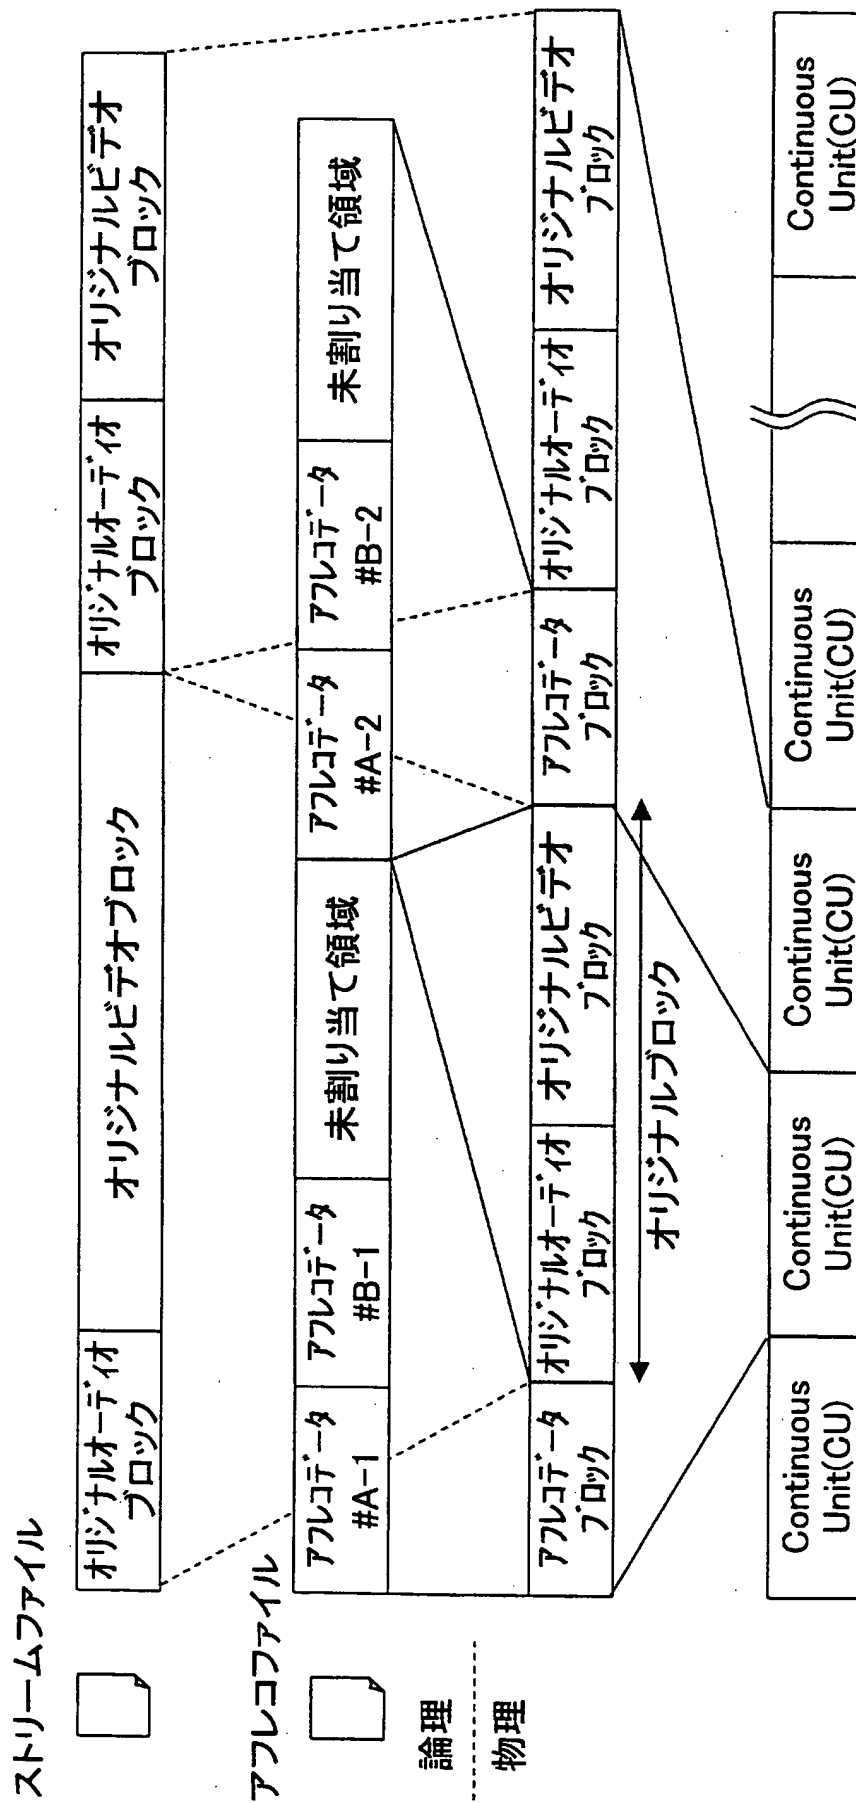 ストリームファイル
オリジナルオーディオ
ブロック
オリジナルビデオブロック
オリジナルオーディオ
ブロック
オリジナルビデオ
ブロック
アフレコファイル
アフレコデータ
#A-1
アフレコデータ
#B-1
未割り当て領域
アフレコデータ
#A-2
アフレコデータ
#B-2
未割り当て領域
論理
物理
アフレコデータ
ブロック
オリジナルオーディオ
ブロック
オリジナルビデオ
ブロック
アフレコデータ
ブロック
オリジナルオーディオ
ブロック
オリジナルビデオ
ブロック
オリジナルブロック
Continuous
Unit(CU)
Continuous
Unit(CU)
Continuous
Unit(CU)
Continuous
Unit(CU)
Continuous
Unit(CU)